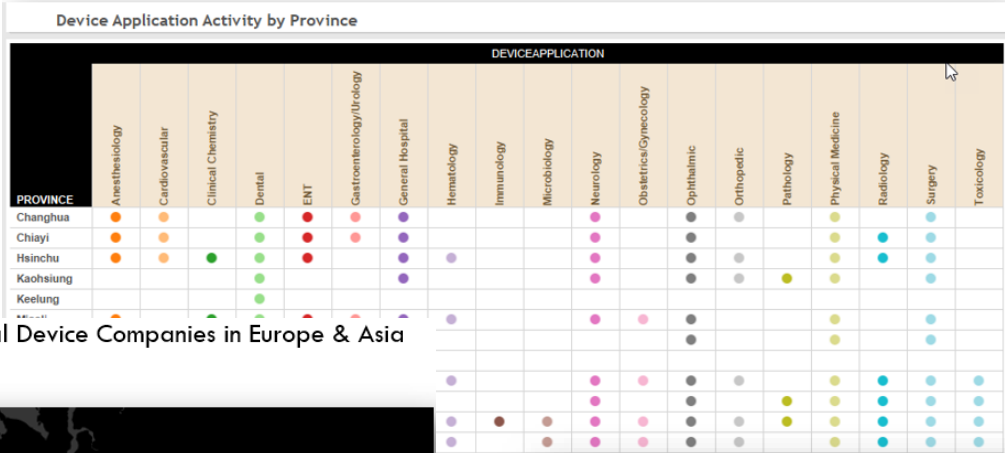 Device Application Activity by Province
DEVICEAPPLICATION
PROVINCE
Anesthesiology
Cardiovascular
Clinical Chemistry
Dental
ENT
Gastroenterology/Urology
General Hospital
Hematology
Immunology
Microbiology
Neurology
Obstetrics/Gynecology
Ophthalmic
Orthopedic
Pathology
Physical Medicine
Radiology
Surgery
Toxicology
Changhua
Chiayi
Hsinchu
Kaohsiung
Keelung
Device Companies in Europe & Asia